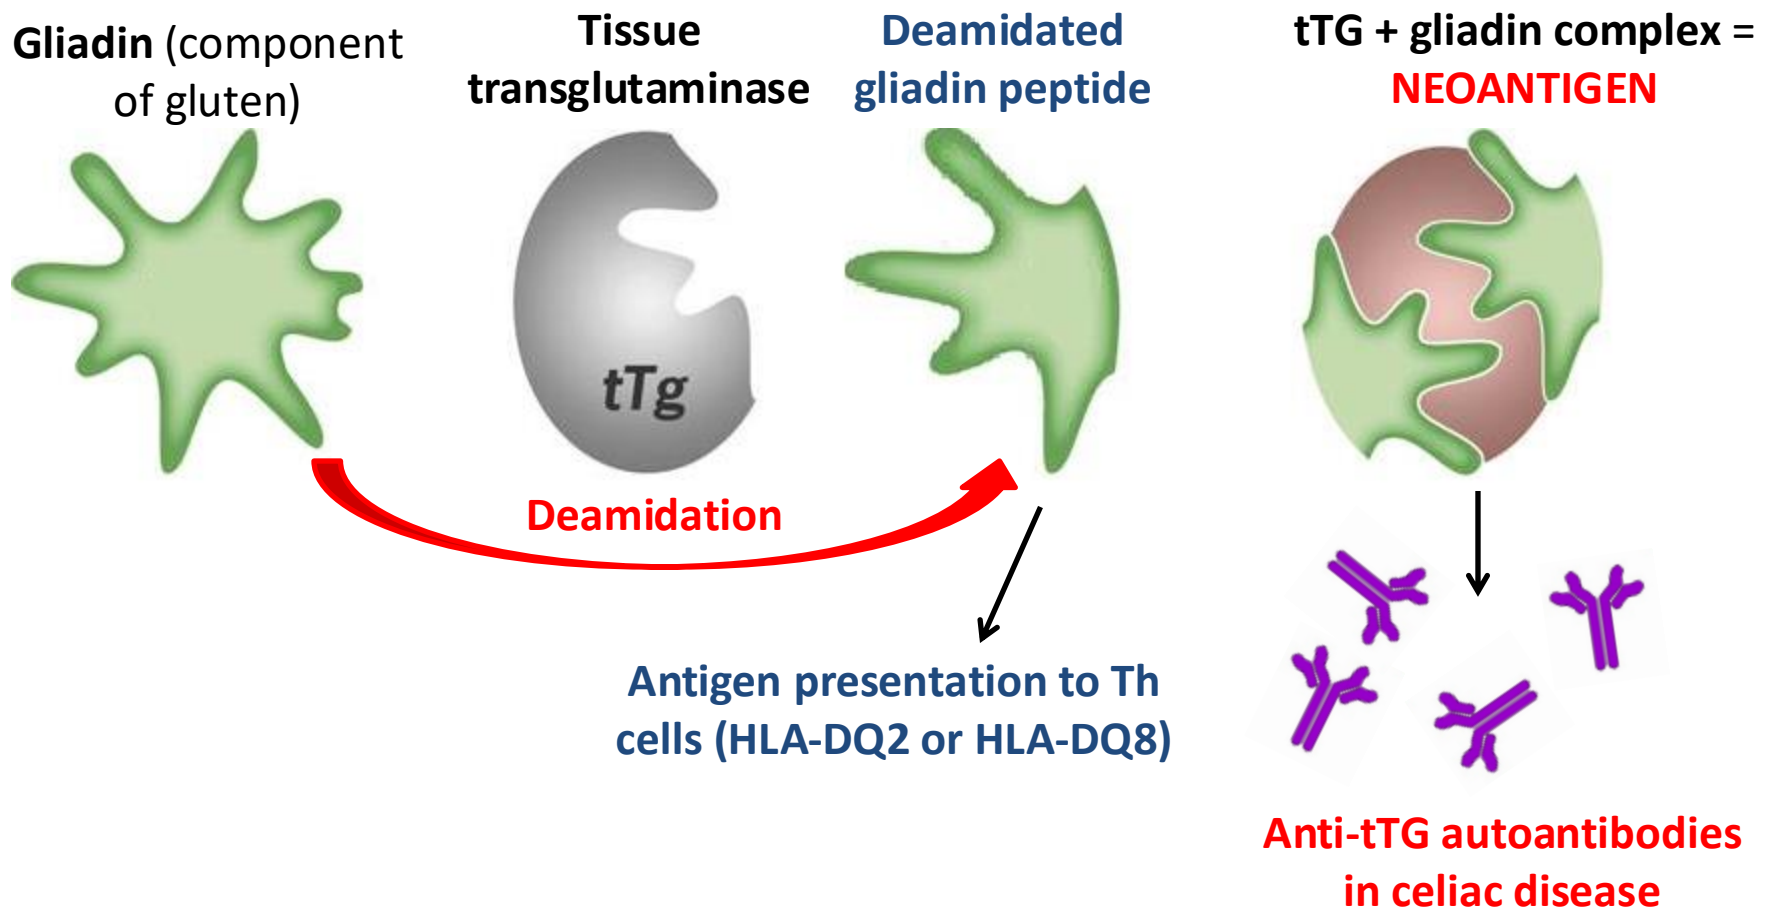 Gliadin (component
of gluten)
Tissue
transglutaminase
Deamidated
gliadin peptide
tTG + gliadin complex =
NEOANTIGEN
tTg
Deamidation
Antigen presentation to Th
cells (HLA-DQ2 or HLA-DQ8)
Anti-tTG autoantibodies
in celiac disease